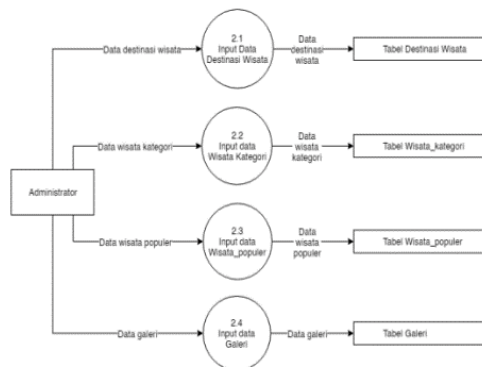 2.1
Input Data
Destinasi Wisata
Data destinasi wisata
Data
destinasi
wisata
Tabel Destinasi Wisata
2.2
Input data
Wisata Kategori
Data wisata kategori
Data
wisata
kategori
Tabel Wisata_kategori
Administrator
2.3
Input data
Wisata_populer
Data wisata populer
Data
wisata
populer
Tabel Wisata_populer
2.4
Input data
Galeri
Data galeri
Data galeri
Tabel Galeri